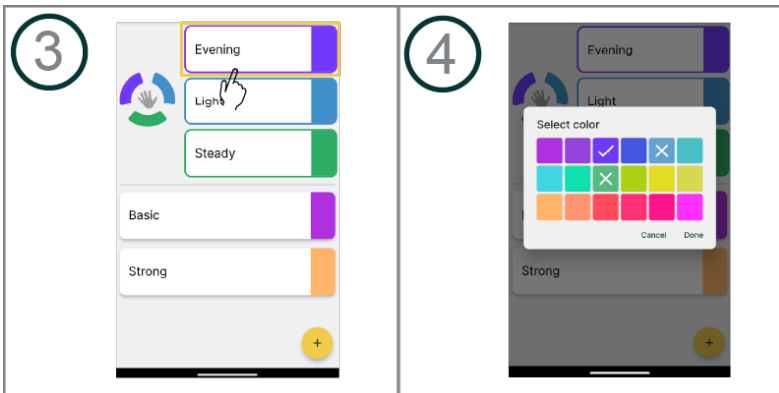 3
Evening
Light
Steady
Basic
Strong
+
4
Evening
Light
Select color
Cancel Done
Strong
+